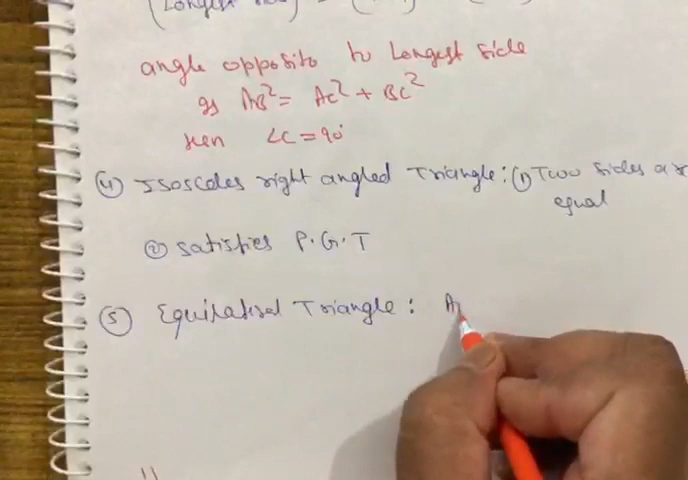 angle opposito to Longest side
If AB² = AC² + BC²
then ∠C = 90°
(4) Isosceles right angled Triangle : (1) Two Sides are
equal
(2) satisfies P.G.T
(5) Equilateral Triangle :